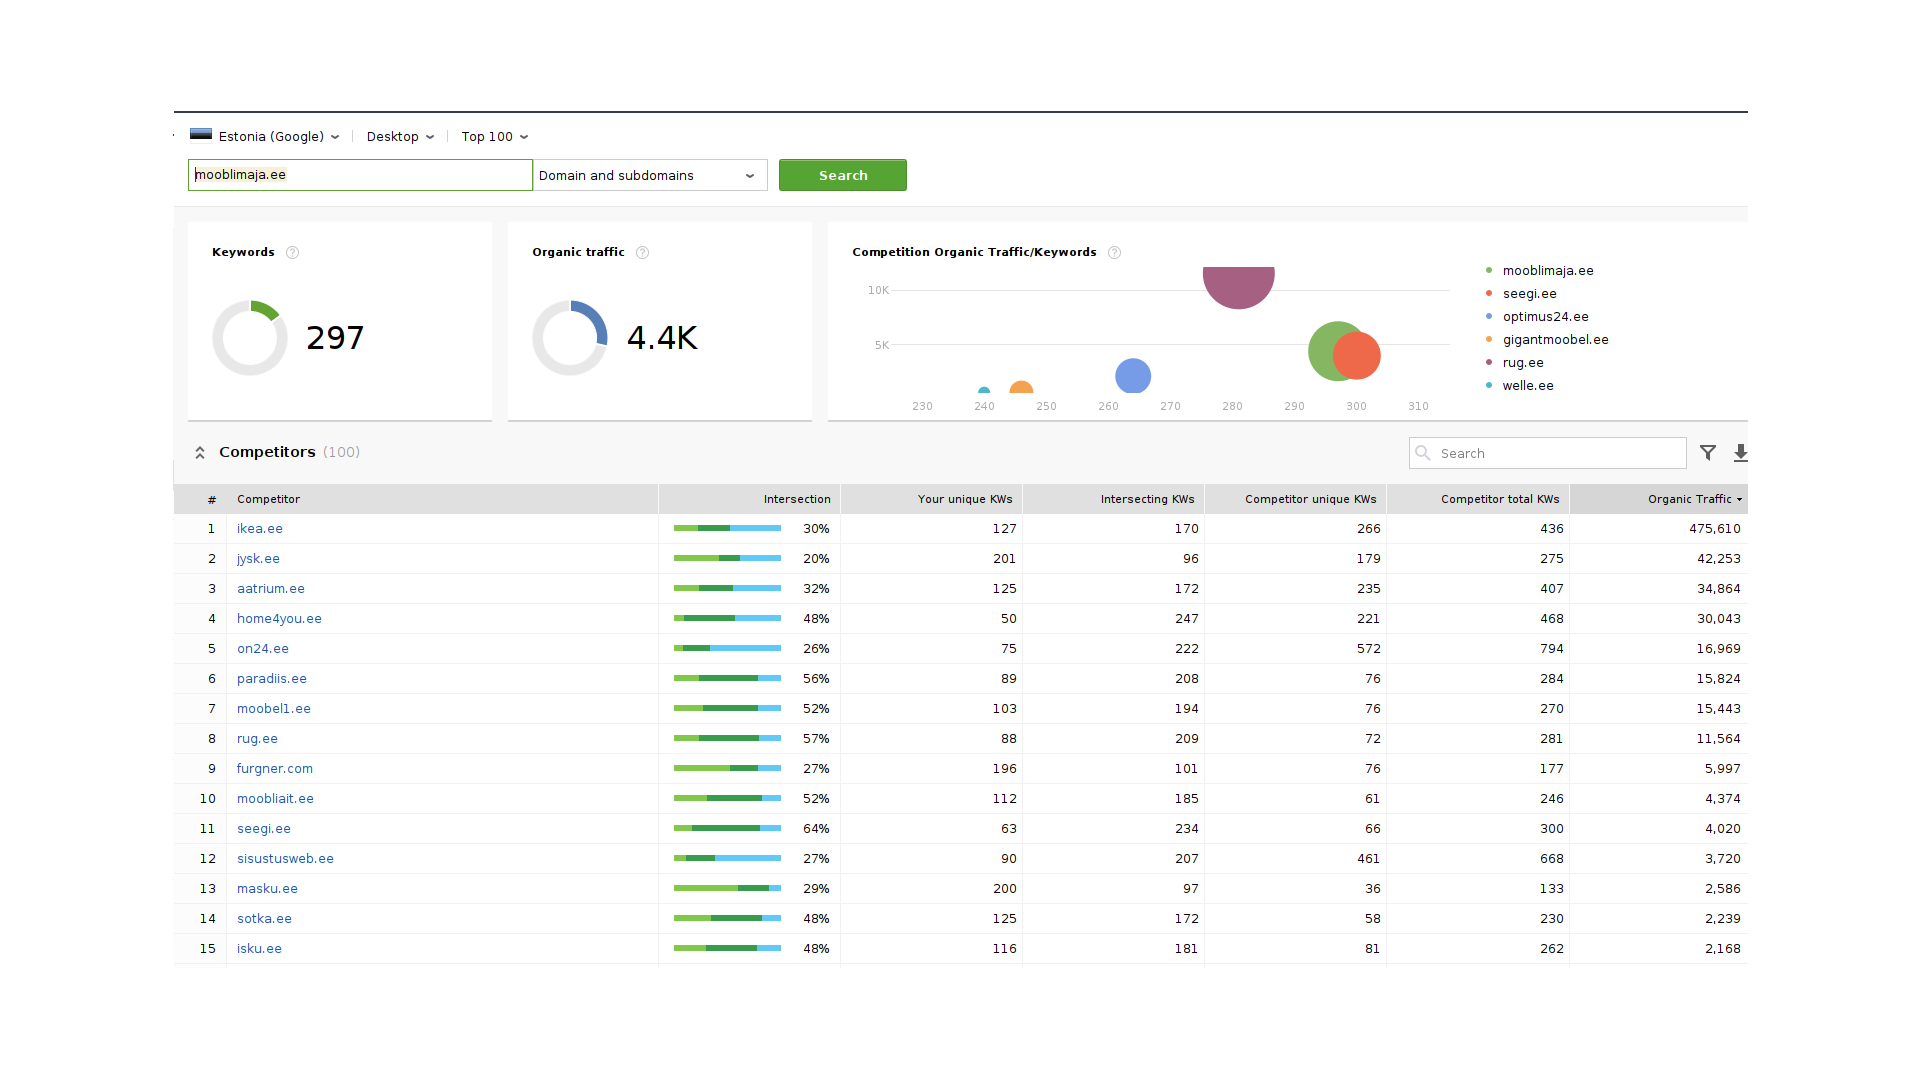 Estonia (Google) Desktop Top 100
mooblimaja.ee Domain and subdomains Search
Keywords ?
297
Organic traffic ?
4.4K
Competition Organic Traffic/Keywords ?
10K
5K
230 240 250 260 270 280 290 300 310
mooblimaja.ee
seegi.ee
optimus24.ee
gigantmoobel.ee
rug.ee
welle.ee
Competitors (100) Search
# Competitor Intersection Your unique KWs Intersecting KWs Competitor unique KWs Competitor total KWs Organic Traffic
1 ikea.ee 30% 127 170 266 436 475,610
2 jysk.ee 20% 201 96 179 275 42,253
3 aatrium.ee 32% 125 172 235 407 34,864
4 home4you.ee 48% 50 247 221 468 30,043
5 on24.ee 26% 75 222 572 794 16,969
6 paradiis.ee 56% 89 208 76 284 15,824
7 moobel1.ee 52% 103 194 76 270 15,443
8 rug.ee 57% 88 209 72 281 11,564
9 furgner.com 27% 196 101 76 177 5,997
10 moobliait.ee 52% 112 185 61 246 4,374
11 seegi.ee 64% 63 234 66 300 4,020
12 sisustusweb.ee 27% 90 207 461 668 3,720
13 masku.ee 29% 200 97 36 133 2,586
14 sotka.ee 48% 125 172 58 230 2,239
15 isku.ee 48% 116 181 81 262 2,168